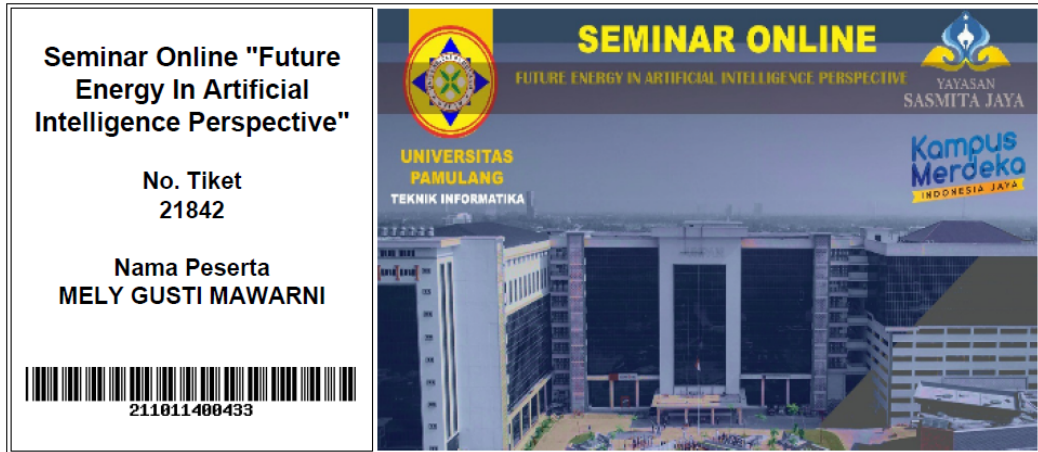 Seminar Online "Future
Energy In Artificial
Intelligence Perspective"
No. Tiket
21842
Nama Peserta
MELY GUSTI MAWARNI
211011400433
SEMINAR ONLINE
FUTURE ENERGY IN ARTIFICIAL INTELLIGENCE PERSPECTIVE
YAYASAN
SASMITA JAYA
UNIVERSITAS
PAMULANG
TEKNIK INFORMATIKA
Kampus
Merdeka
INDONESIA JAYA